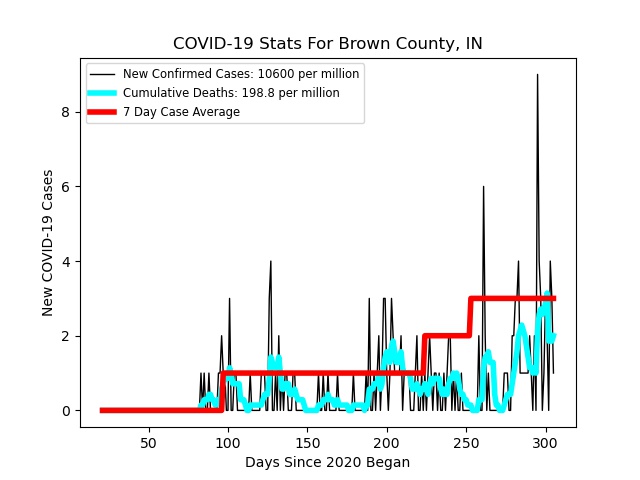 COVID-19 Stats For Brown County, IN
New Confirmed Cases: 10600 per million
Cumulative Deaths: 198.8 per million
7 Day Case Average
New COVID-19 Cases
8
6
4
2
0
50 100 150 200 250 300
Days Since 2020 Began